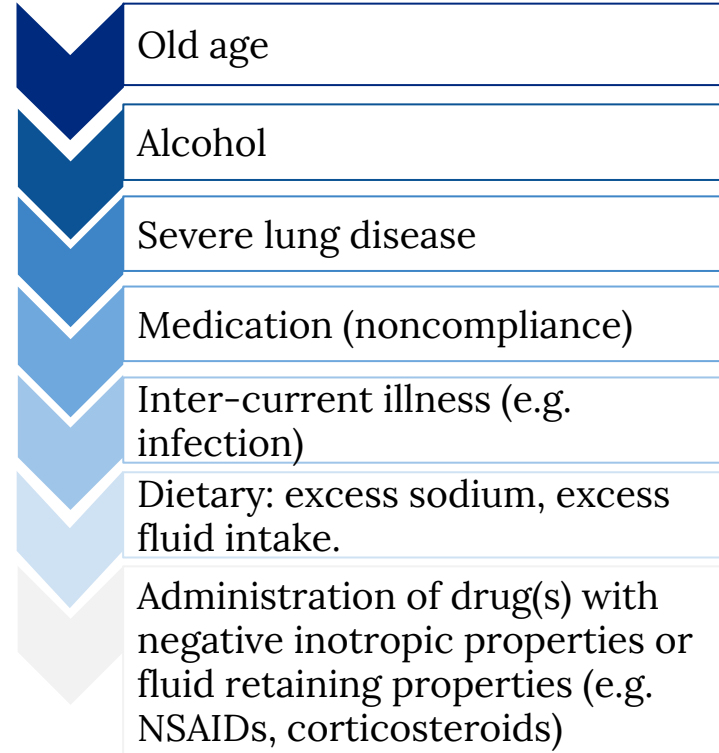 Old age
Alcohol
Severe lung disease
Medication (noncompliance)
Inter-current illness (e.g.
infection)
Dietary: excess sodium, excess
fluid intake.
Administration of drug(s) with
negative inotropic properties or
fluid retaining properties (e.g.
NSAIDs, corticosteroids)